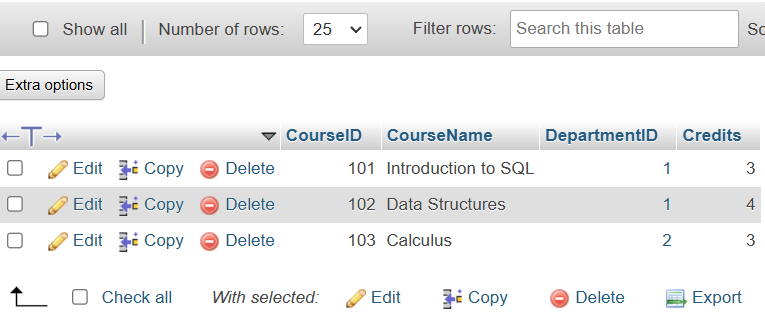 Show all Number of rows: 25 Filter rows: Search this table
Extra options
CourseID CourseName DepartmentID Credits
Edit Copy Delete 101 Introduction to SQL 1 3
Edit Copy Delete 102 Data Structures 1 4
Edit Copy Delete 103 Calculus 2 3
Check all With selected: Edit Copy Delete Export